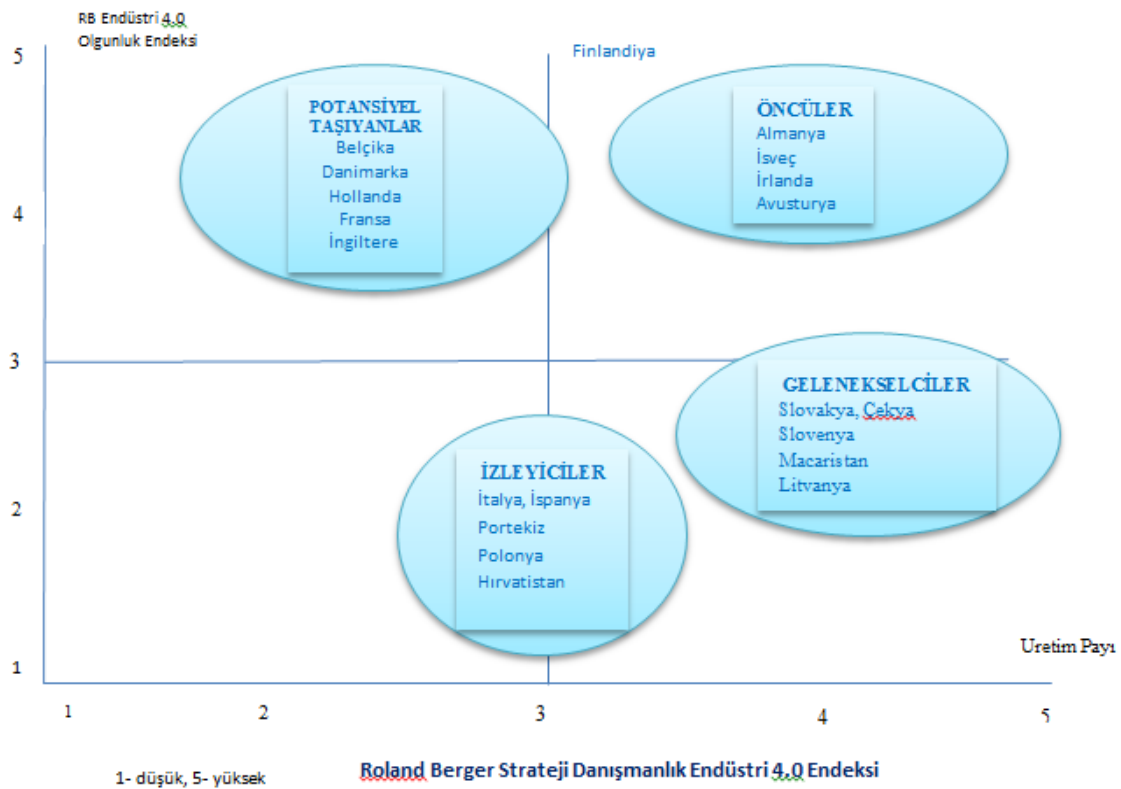 RB Endüstri 4.0
Olgunluk Endeksi
5
Finlandiya
POTANSİYEL
TAŞIYANLAR
Belçika
Danimarka
Hollanda
Fransa
İngiltere
ÖNCÜLER
Almanya
İsveç
İrlanda
Avusturya
4
3
GELENEKSELCİLER
Slovakya, Çekya
Slovenya
Macaristan
Litvanya
İZLEYİCİLER
İtalya, İspanya
Portekiz
Polonya
Hırvatistan
2
Uretim Payı
1
1 2 3 4 5
1- düşük, 5- yüksek
Roland Berger Strateji Danışmanlık Endüstri 4.0 Endeksi